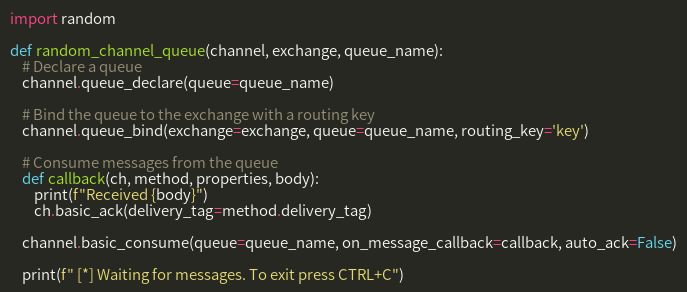 import random

def random_channel_queue(channel, exchange, queue_name):
    # Declare a queue
    channel.queue_declare(queue=queue_name)

    # Bind the queue to the exchange with a routing key
    channel.queue_bind(exchange=exchange, queue=queue_name, routing_key='key')

    # Consume messages from the queue
    def callback(ch, method, properties, body):
        print(f"Received {body}")
        ch.basic_ack(delivery_tag=method.delivery_tag)

    channel.basic_consume(queue=queue_name, on_message_callback=callback, auto_ack=False)

    print(f" [*] Waiting for messages. To exit press CTRL+C")